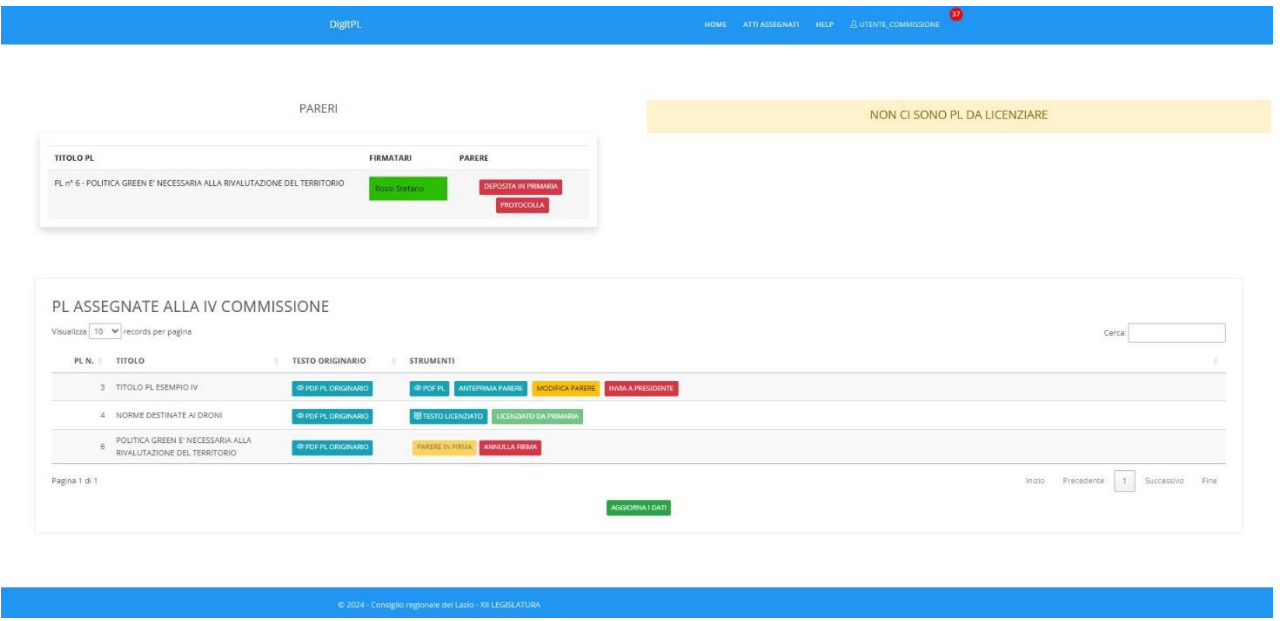 DigitPL
HOME ATTI ASSEGNATI HELP UTENTE_COMMISSIONE 37
PARERI
NON CI SONO PL DA LICENZIARE
TITOLO PL FIRMATARI PARERE
PL n° 6 - POLITICA GREEN E' NECESSARIA ALLA RIVALUTAZIONE DEL TERRITORIO Rossi Stefano DEPOSITA IN PRIMARIA
PROTOCOLLA
PL ASSEGNATE ALLA IV COMMISSIONE
Visualizza 10 records per pagina Cerca:
PL N. TITOLO TESTO ORIGINARIO STRUMENTI
3 TITOLO PL ESEMPIO IV PDF PL ORIGINARIO PDF PL ANTEPRIMA PARERE MODIFICA PARERE INVIA A PRESIDENTE
4 NORME DESTINATE AI DRONI PDF PL ORIGINARIO TESTO LICENZIATO LICENZIATO DA PRIMARIA
6 POLITICA GREEN E' NECESSARIA ALLA
RIVALUTAZIONE DEL TERRITORIO PDF PL ORIGINARIO PARERE IN FIRMA ANNULLA FIRMA
Pagina 1 di 1 Inizio Precedente 1 Successivo Fine
AGGIORNA I DATI
© 2024 - Consiglio regionale del Lazio - XII LEGISLATURA